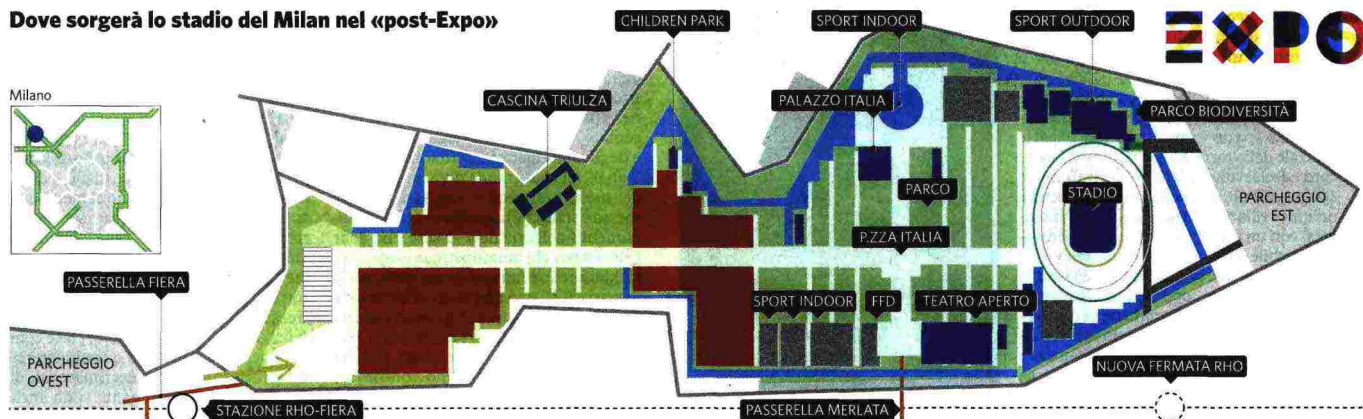 Dove sorgerà lo stadio del Milan nel «post-Expo»
CHILDREN PARK
SPORT INDOOR
SPORT OUTDOOR
EXPO
Milano
CASCINA TRIULZA
PALAZZO ITALIA
PARCO BIODIVERSITÀ
PARCO
STADIO
PARCHEGGIO
EST
P.ZZA ITALIA
PASSERELLA FIERA
SPORT INDOOR
FFD
TEATRO APERTO
PARCHEGGIO
OVEST
NUOVA FERMATA RHO
STAZIONE RHO-FIERA
PASSERELLA MERLATA